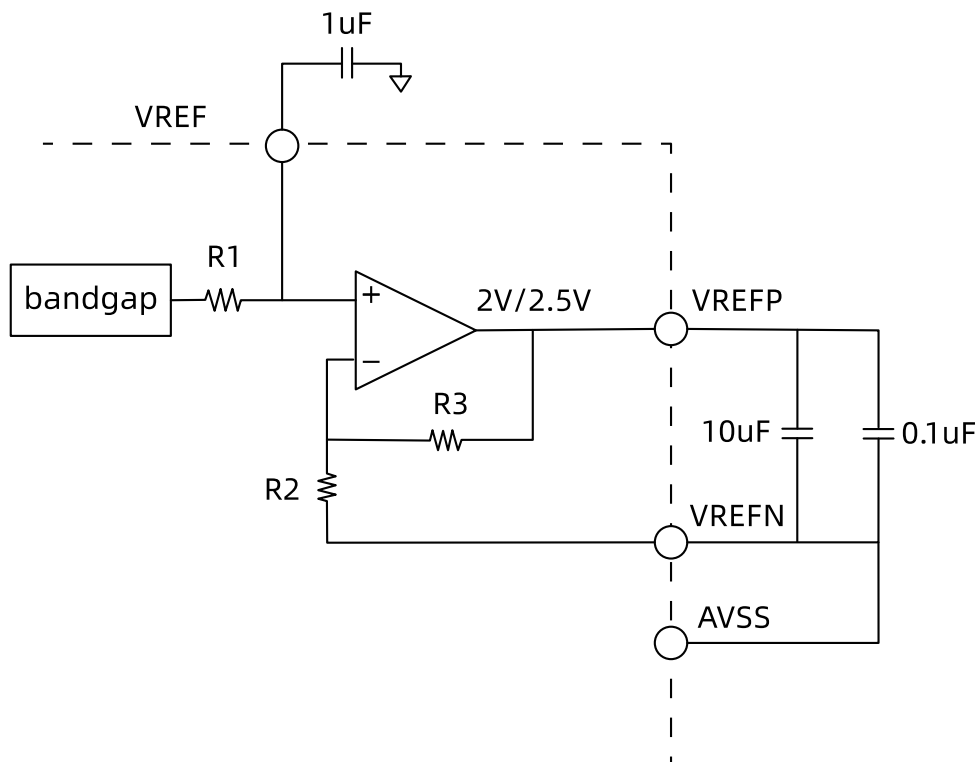 1uF
VREF
R1
bandgap
+
2V/2.5V
VREFP
−
R3
10uF
0.1uF
R2
VREFN
AVSS